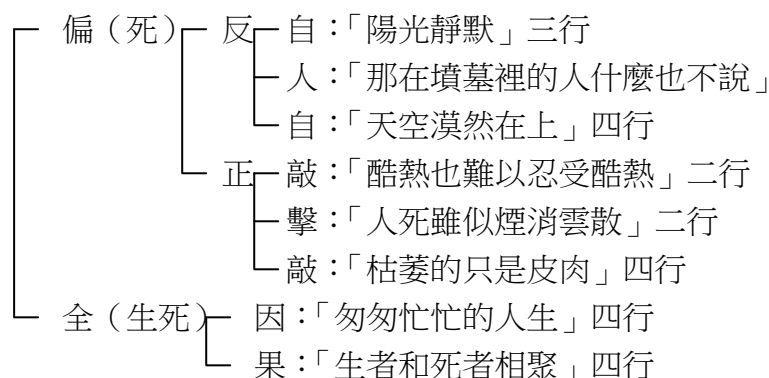 偏（死） 反 自：「陽光靜默」三行
人：「那在墳墓裡的人什麼也不說」
自：「天空漠然在上」四行
正 敲：「酷熱也難以忍受酷熱」二行
擊：「人死雖似煙消雲散」二行
敲：「枯萎的只是皮肉」四行
全（生死） 因：「匆匆忙忙的人生」四行
果：「生者和死者相聚」四行